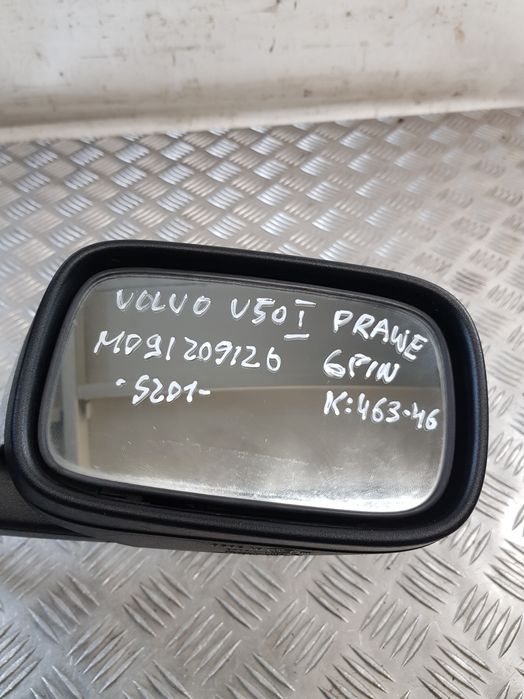 VOLVO V50 I PRAWE
MD91209126 6PIN
-S201- K:463-46